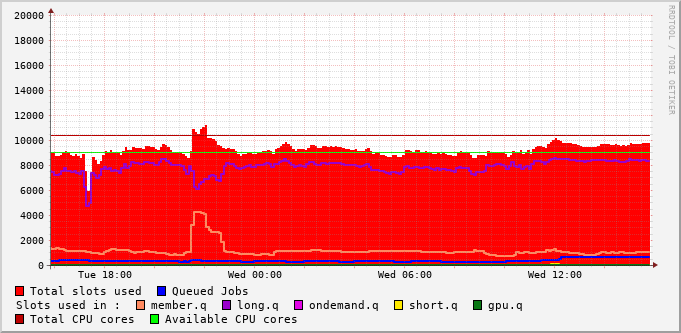 20000
18000
16000
14000
12000
10000
8000
6000
4000
2000
0
Tue 18:00 Wed 00:00 Wed 06:00 Wed 12:00
RRDTOOL / TOBI OETIKER
Total slots used Queued Jobs
Slots used in : member.q long.q ondemand.q short.q gpu.q
Total CPU cores Available CPU cores